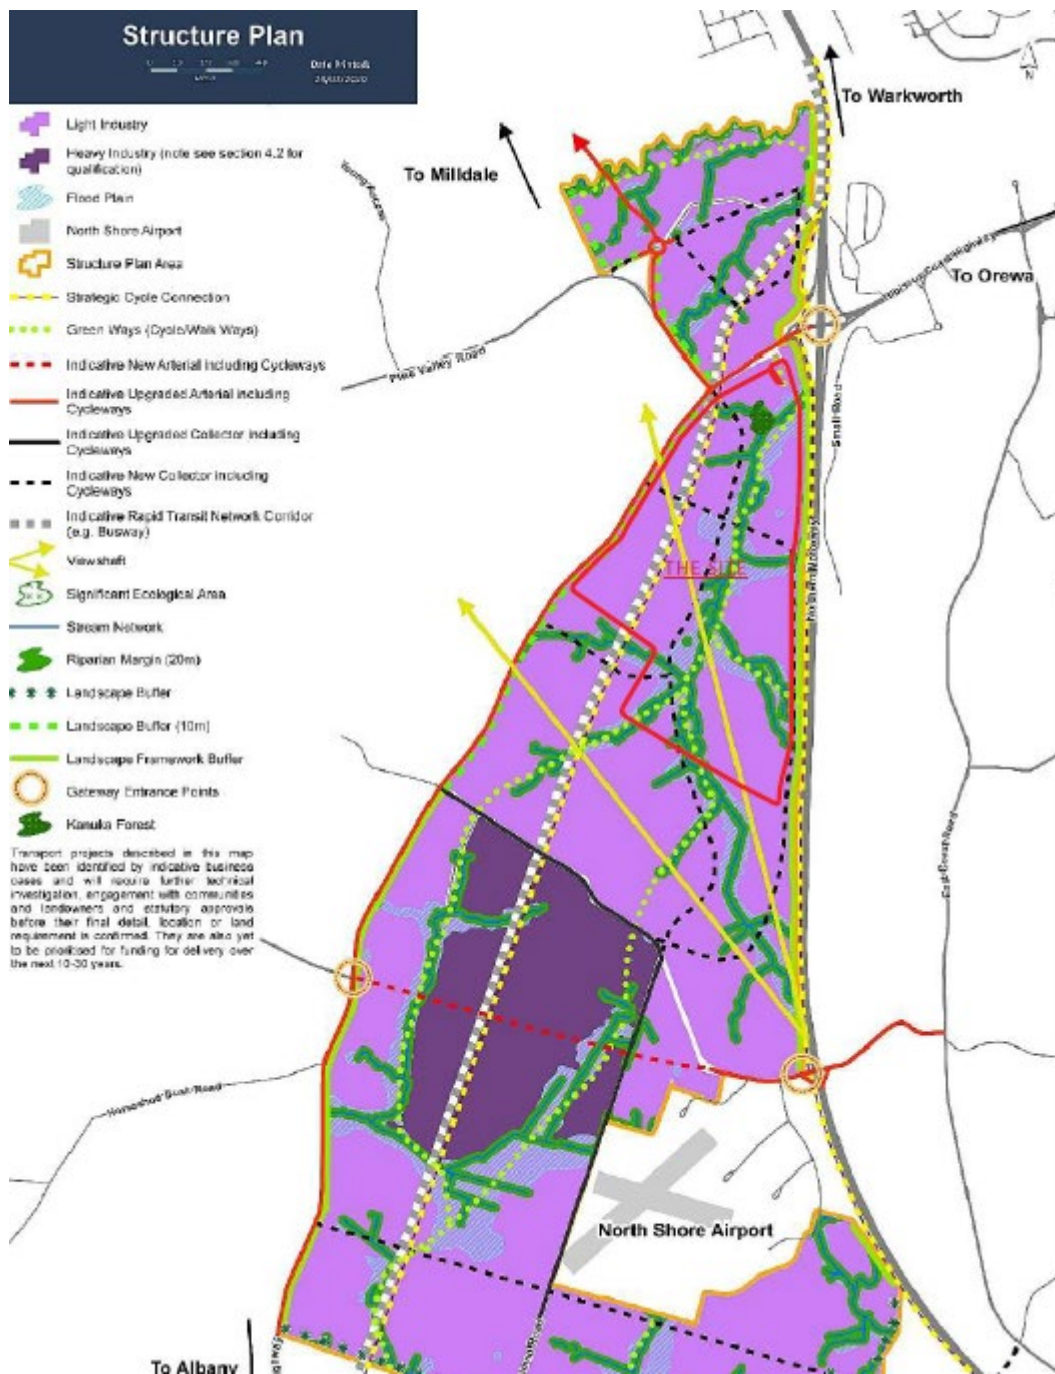 Structure Plan
Date Printed:
Light Industry
Heavy Industry (note see section 4.2 for
qualification)
Flood Plain
North Shore Airport
Structure Plan Area
Strategic Cycle Connection
Green Ways (Cycle/Walk Ways)
Indicative New Arterial including Cycleways
Indicative Upgraded Arterial including
Cycleways
Indicative Upgraded Collector including
Cycleways
Indicative New Collector including
Cycleways
Indicative Rapid Transit Network Corridor
(e.g. Busway)
Viewshaft
Significant Ecological Area
Stream Network
Riparian Margin (20m)
Landscape Buffer
Landscape Buffer (10m)
Landscape Framework Buffer
Gateway Entrance Points
Kanuka Forest
Transport projects described in this map
have been identified by indicative business
cases and will require further technical
investigation, engagement with communities
and landowners and statutory approvals
before their final detail, location or land
requirement is confirmed. They are also yet
to be prioritised for funding for delivery over
the next 10-30 years.
To Warkworth
N
To Milldale
To Orewa
Pine Valley Road
Small Road
THE SITE
East Coast Road
North Shore Airport
To Albany